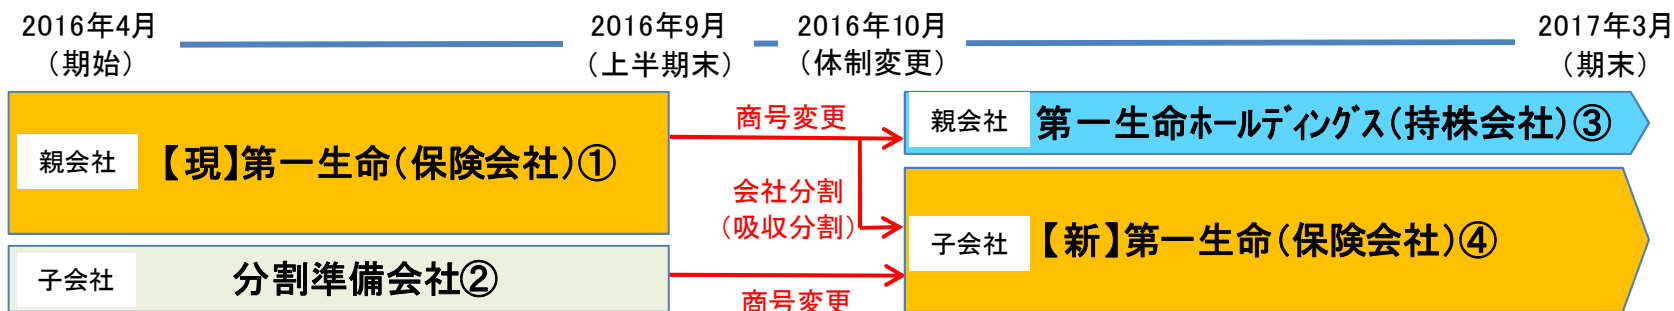 2016年4月
（期始）
2016年9月
（上半期末）
2016年10月
（体制変更）
2017年3月
（期末）
親会社
【現】第一生命（保険会社）①
商号変更
親会社
第一生命ﾎｰﾙﾃﾞｨﾝｸﾞｽ（持株会社）③
会社分割
（吸収分割）
子会社
【新】第一生命（保険会社）④
子会社
分割準備会社②
商号変更